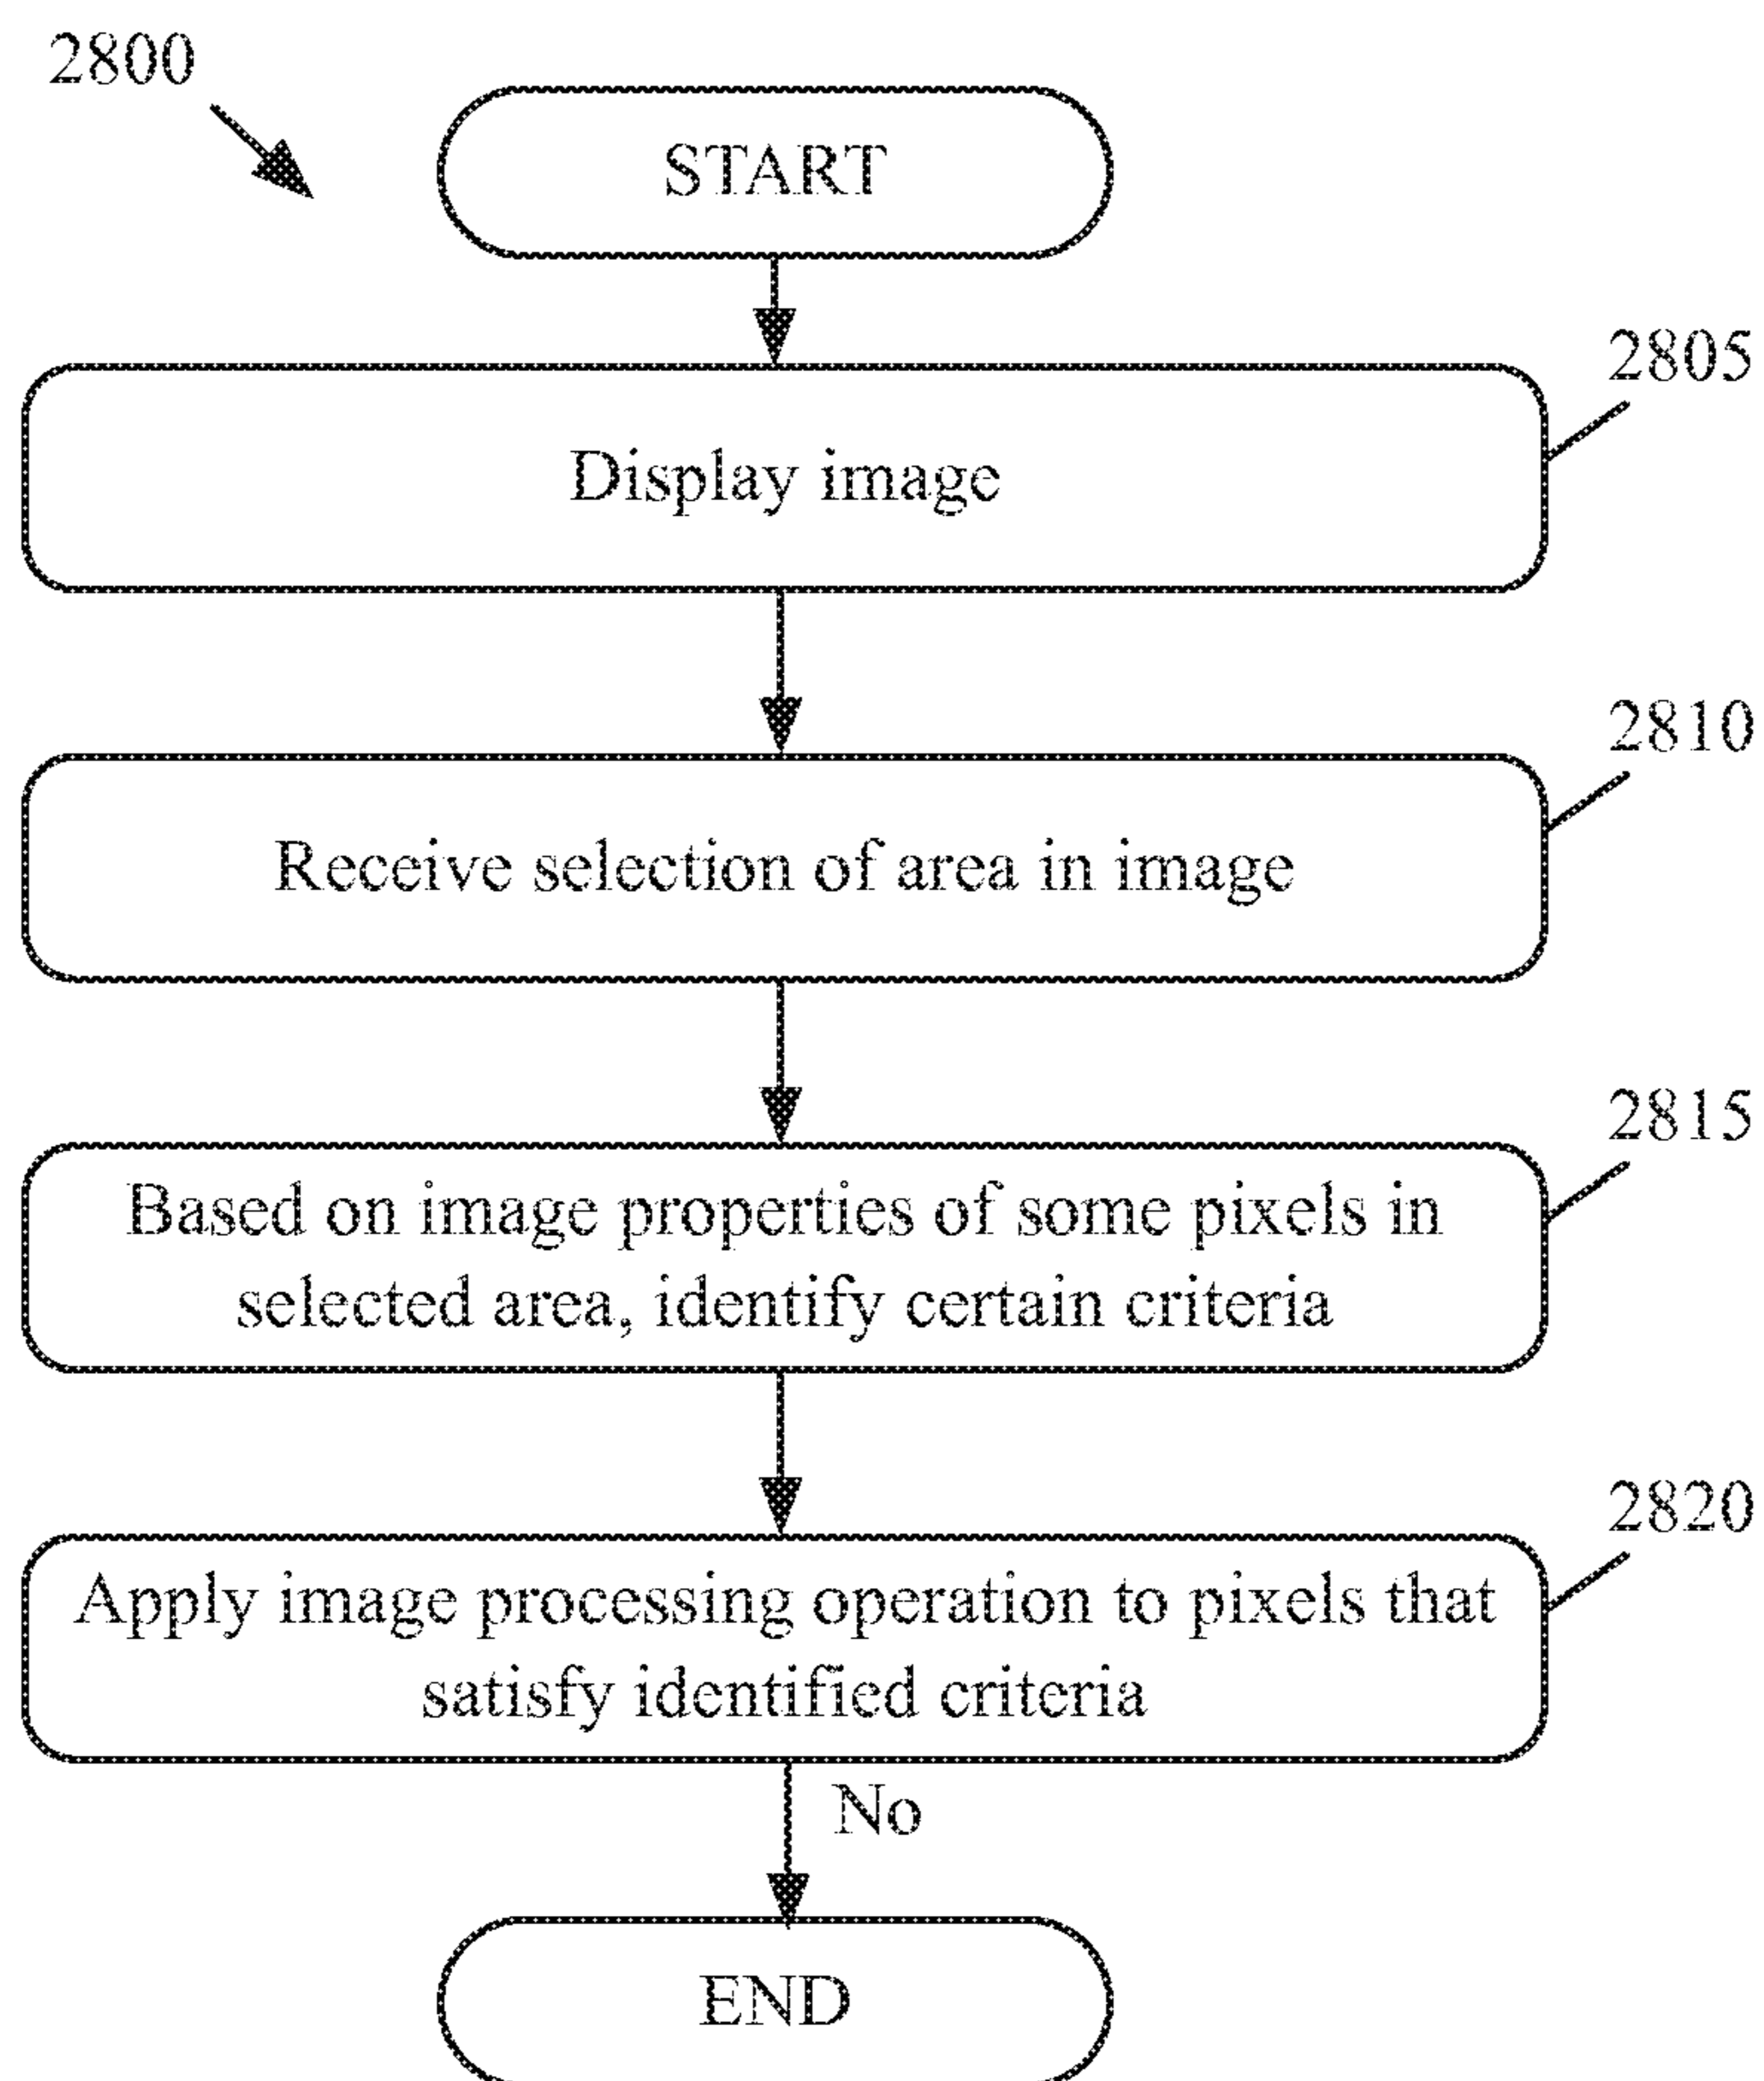 2800
START
2805
Display image
2810
Receive selection of area in image
2815
Based on image properties of some pixels in
selected area, identify certain criteria
2820
Apply image processing operation to pixels that
satisfy identified criteria
No
END